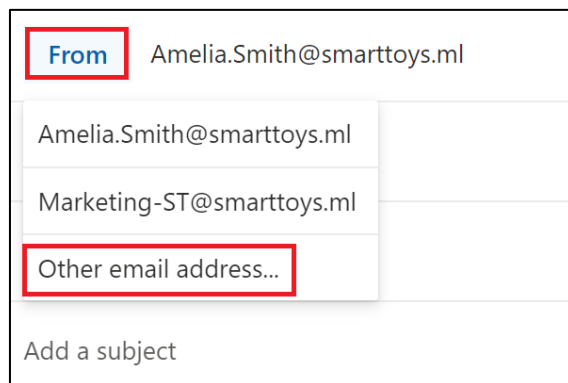 From Amelia.Smith@smarttoys.ml
Amelia.Smith@smarttoys.ml
Marketing-ST@smarttoys.ml
Other email address...
Add a subject